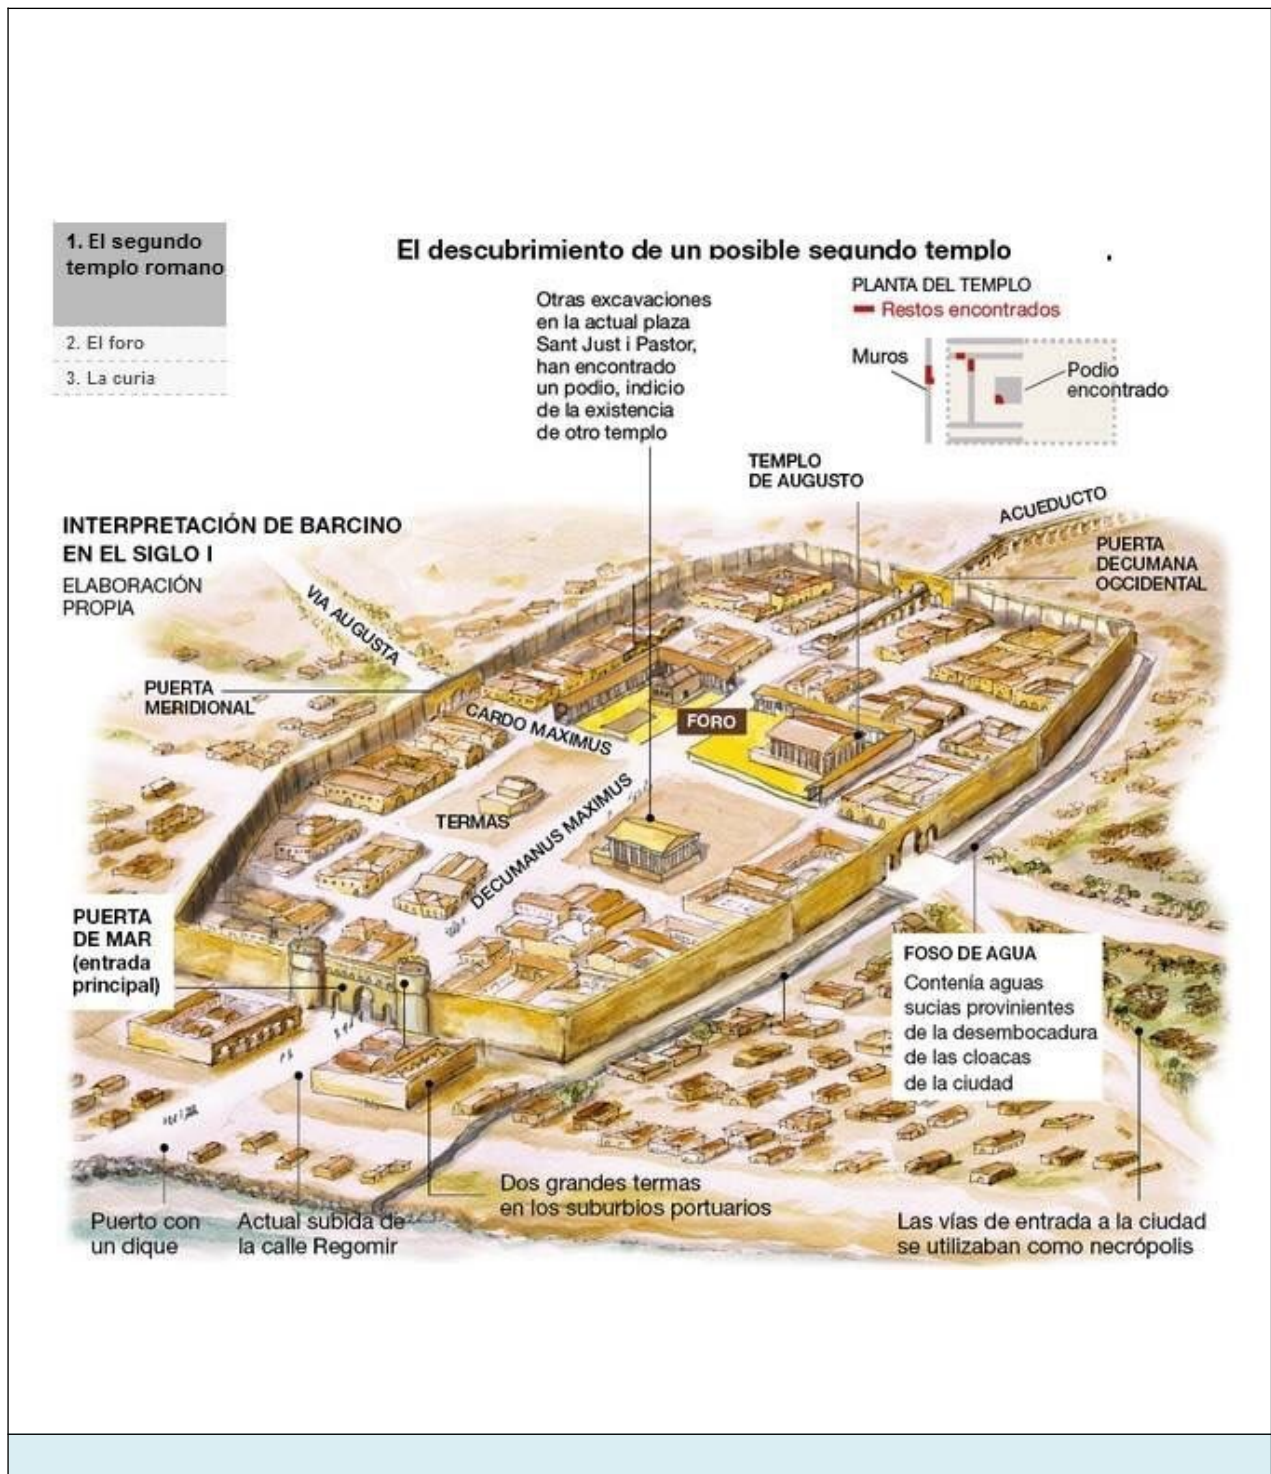 1. El segundo
templo romano
2. El foro
3. La curia
El descubrimiento de un posible segundo templo
Otras excavaciones
en la actual plaza
Sant Just i Pastor,
han encontrado
un podio, indicio
de la existencia
de otro templo
PLANTA DEL TEMPLO
Restos encontrados
Muros
Podio
encontrado
TEMPLO
DE AUGUSTO
ACUEDUCTO
PUERTA
DECUMANA
OCCIDENTAL
INTERPRETACIÓN DE BARCINO
EN EL SIGLO I
ELABORACIÓN
PROPIA
VIA AUGUSTA
PUERTA
MERIDIONAL
CARDO MAXIMUS
FORO
TERMAS
DECUMANUS MAXIMUS
PUERTA
DE MAR
(entrada
principal)
FOSO DE AGUA
Contenía aguas
sucias provinientes
de la desembocadura
de las cloacas
de la ciudad
Puerto con
un dique
Actual subida de
la calle Regomir
Dos grandes termas
en los suburbios portuarios
Las vías de entrada a la ciudad
se utilizaban como necrópolis